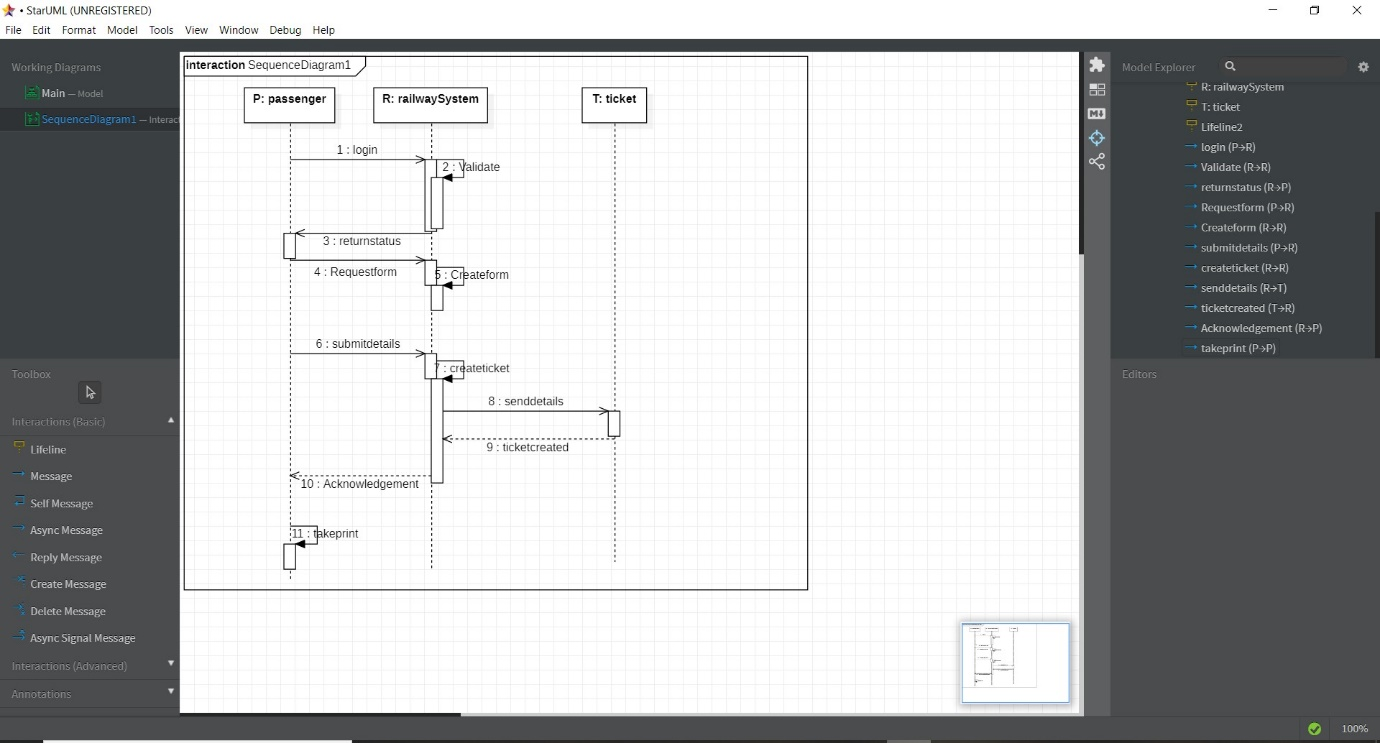 • StarUML (UNREGISTERED)
File Edit Format Model Tools View Window Debug Help
Working Diagrams
Main — Model
SequenceDiagram1 — Interact
Toolbox
Interactions (Basic)
Lifeline
Message
Self Message
Async Message
Reply Message
Create Message
Delete Message
Async Signal Message
Interactions (Advanced)
Annotations
interaction SequenceDiagram1
P: passenger R: railwaySystem T: ticket
1 : login
2 : Validate
3 : returnstatus
4 : Requestform
5 : Createform
6 : submitdetails
7 : createticket
8 : senddetails
9 : ticketcreated
10 : Acknowledgement
11 : takeprint
M
Model Explorer
R: railwaySystem
T: ticket
Lifeline2
login (P→R)
Validate (R→R)
returnstatus (R→P)
Requestform (P→R)
Createform (R→R)
submitdetails (P→R)
createticket (R→R)
senddetails (R→T)
ticketcreated (T→R)
Acknowledgement (R→P)
takeprint (P→P)
Editors
100%